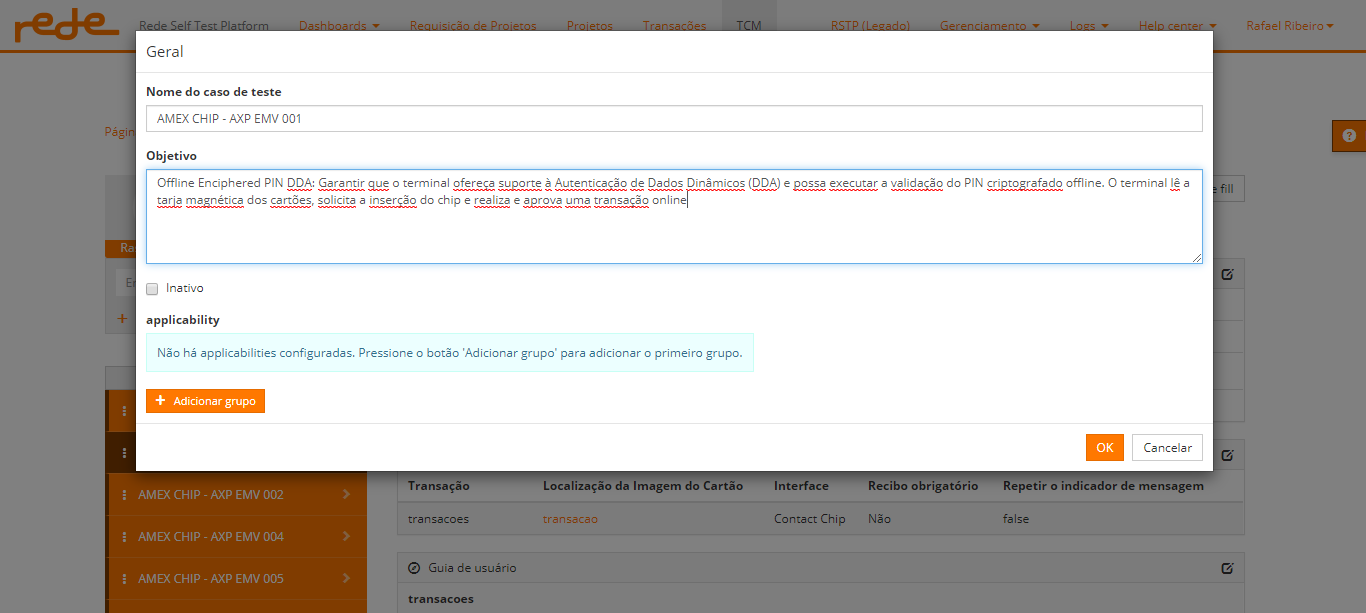 rede Rede Self Test Platform Dashboards Requisição de Projetos Projetos Transações TCM RSTP (Legado) Gerenciamento Logs Help center Rafael Ribeiro
Geral
Nome do caso de teste
AMEX CHIP - AXP EMV 001
Págin
?
Objetivo
Offline Enciphered PIN DDA: Garantir que o terminal ofereça suporte à Autenticação de Dados Dinâmicos (DDA) e possa executar a validação do PIN criptografado offline. O terminal lê a
tarja magnética dos cartões, solicita a inserção do chip e realiza e aprova uma transação online
e fill
Ra
En
Inativo
+
applicability
Não há applicabilities configuradas. Pressione o botão 'Adicionar grupo' para adicionar o primeiro grupo.
+ Adicionar grupo
OK Cancelar
Transação Localização da Imagem do Cartão Interface Recibo obrigatório Repetir o indicador de mensagem
AMEX CHIP - AXP EMV 002
transacoes transacao Contact Chip Não false
AMEX CHIP - AXP EMV 004
Guia de usuário
AMEX CHIP - AXP EMV 005
transacoes